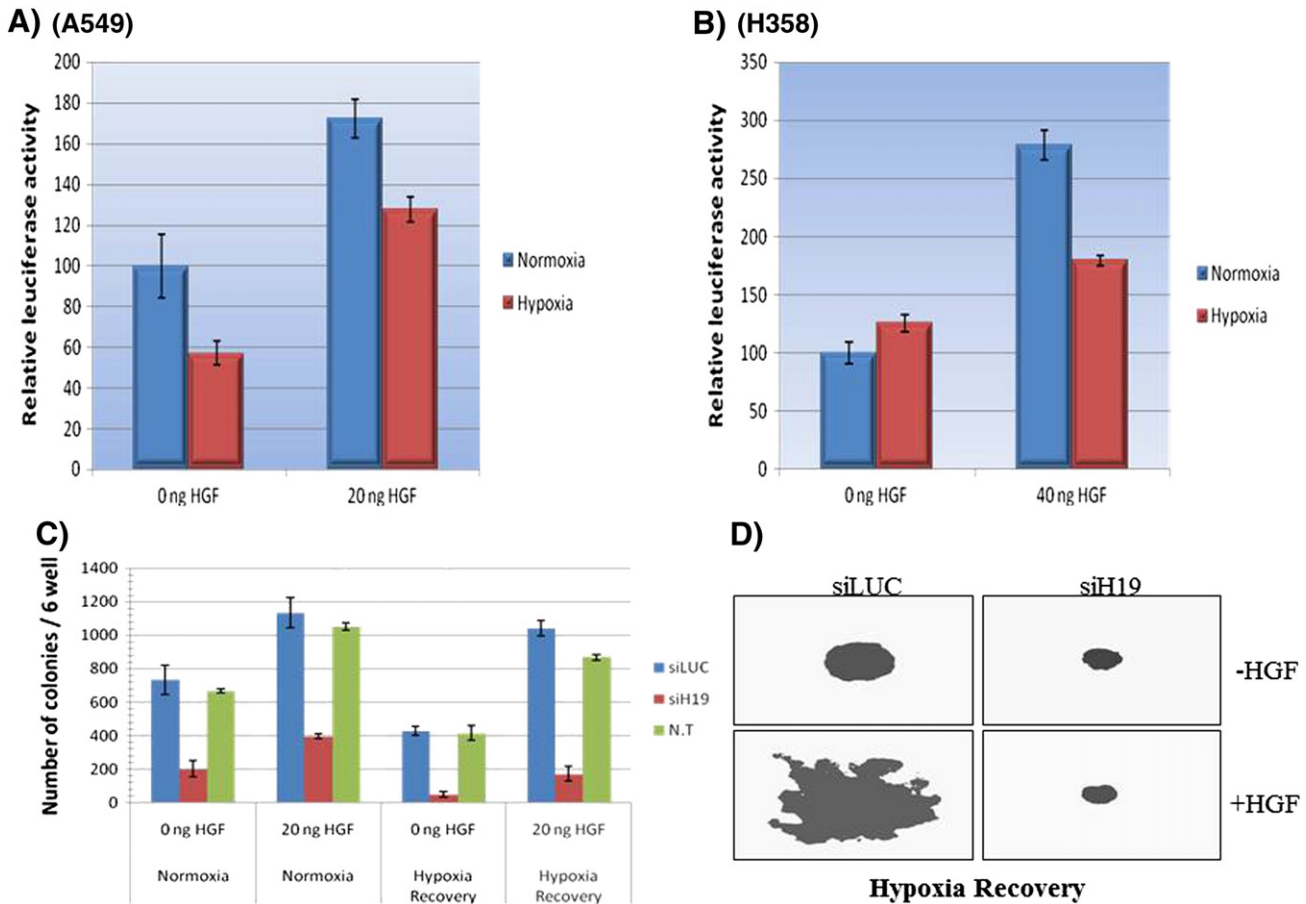 A) (A549)
200
180
160
140
120
100
80
60
40
20
0
Relative leuciferase activity
0 ng HGF
20 ng HGF
Normoxia
Hypoxia
B) (H358)
350
300
250
200
150
100
50
0
Relative leuciferase activity
0 ng HGF
40 ng HGF
Normoxia
Hypoxia
C)
Number of colonies / 6 well
1400
1200
1000
800
600
400
200
0
0 ng HGF
20 ng HGF
0 ng HGF
20 ng HGF
Normoxia
Normoxia
Hypoxia
Recovery
Hypoxia
Recovery
siLUC
siH19
N.T
D)
siLUC
siH19
-HGF
+HGF
Hypoxia Recovery